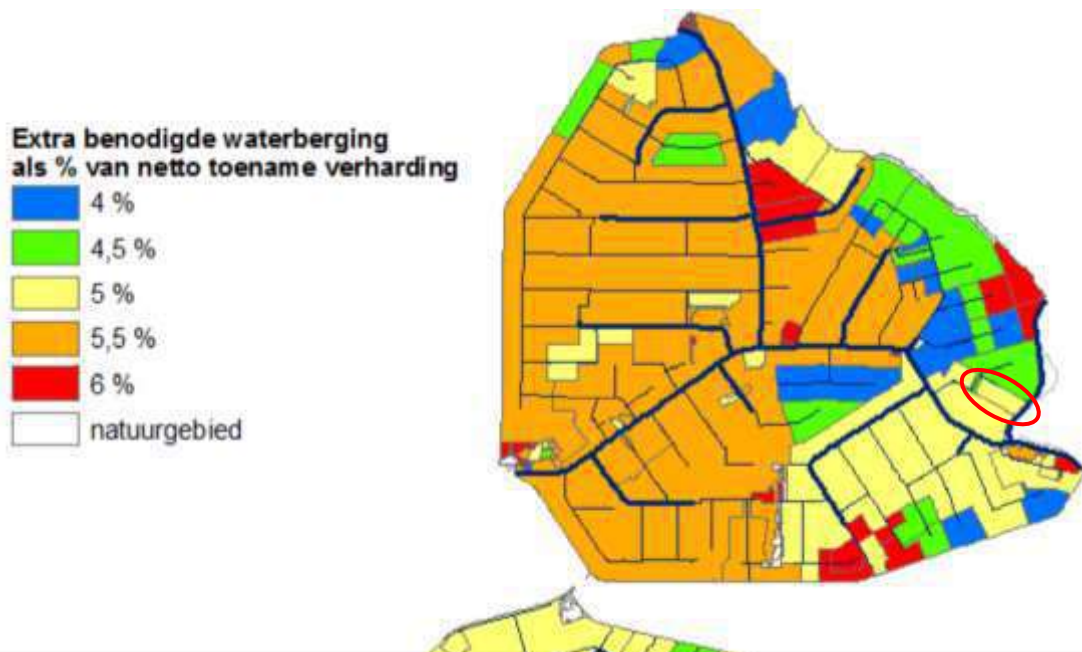 Extra benodigde waterberging
als % van netto toename verharding
4 %
4,5 %
5 %
5,5 %
6 %
natuurgebied